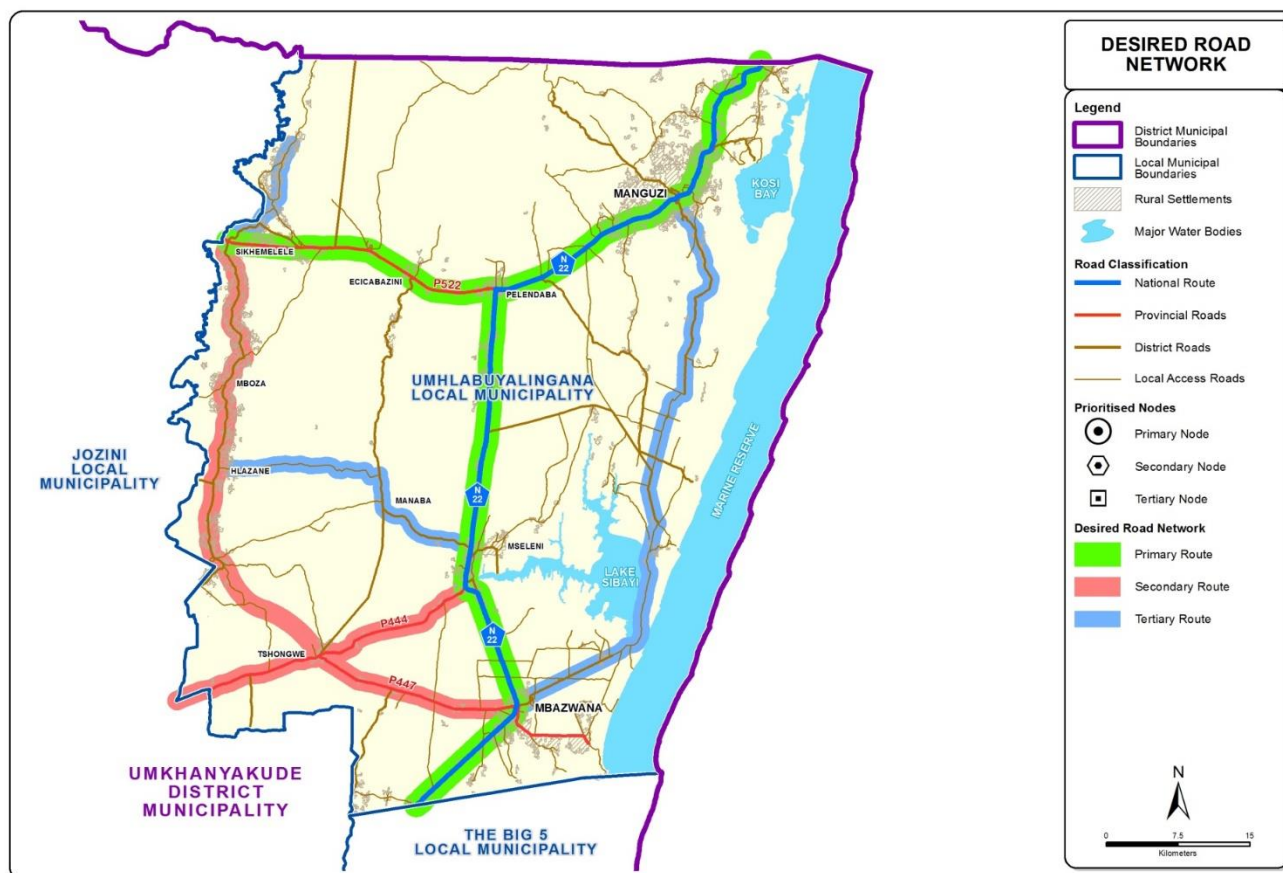 DESIRED ROAD
NETWORK
Legend
District Municipal
Boundaries
Local Municipal
Boundaries
Rural Settlements
Major Water Bodies
Road Classification
National Route
Provincial Roads
District Roads
Local Access Roads
Prioritised Nodes
Primary Node
Secondary Node
Tertiary Node
Desired Road Network
Primary Route
Secondary Route
Tertiary Route
N
0 7.5 15
Kilometers
KOSI
BAY
MANGUZI
SIKHEMELELE
ECICABAZINI
P522
N
22
PELENDABA
MBOZA
UMHLABUYALINGANA
LOCAL MUNICIPALITY
JOZINI
LOCAL
MUNICIPALITY
HLAZANE
MANABA
N
22
MSELENI
MARINE RESERVE
LAKE
SIBAYI
P444
N
22
TSHONGWE
P447
MBAZWANA
UMKHANYAKUDE
DISTRICT
MUNICIPALITY
THE BIG 5
LOCAL MUNICIPALITY